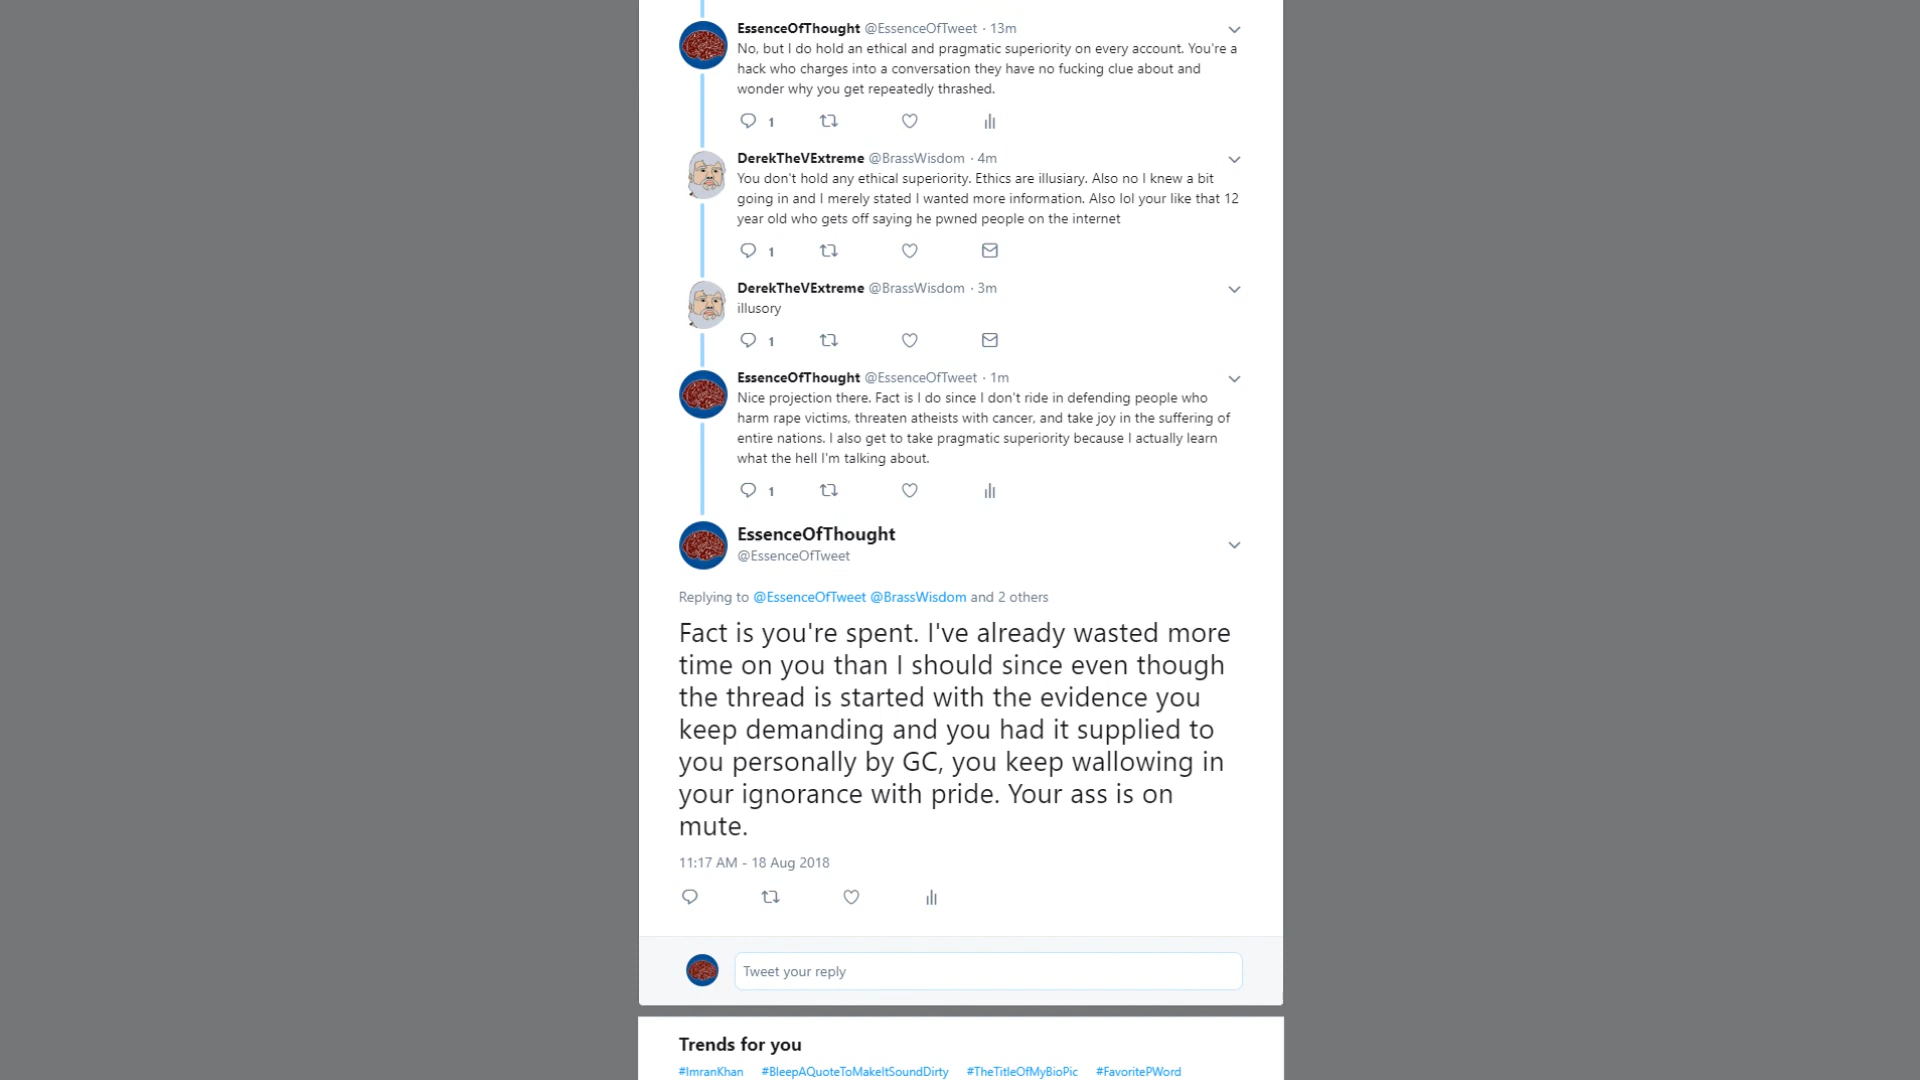 EssenceOfThought @EssenceOfTweet · 13m
No, but I do hold an ethical and pragmatic superiority on every account. You're a
hack who charges into a conversation they have no fucking clue about and
wonder why you get repeatedly thrashed.
1
DerekTheVExtreme @BrassWisdom · 4m
You don't hold any ethical superiority. Ethics are illusiary. Also no I knew a bit
going in and I merely stated I wanted more information. Also lol your like that 12
year old who gets off saying he pwned people on the internet
1
DerekTheVExtreme @BrassWisdom · 3m
illusory
1
EssenceOfThought @EssenceOfTweet · 1m
Nice projection there. Fact is I do since I don't ride in defending people who
harm rape victims, threaten atheists with cancer, and take joy in the suffering of
entire nations. I also get to take pragmatic superiority because I actually learn
what the hell I'm talking about.
1
EssenceOfThought
@EssenceOfTweet
Replying to @EssenceOfTweet @BrassWisdom and 2 others
Fact is you're spent. I've already wasted more
time on you than I should since even though
the thread is started with the evidence you
keep demanding and you had it supplied to
you personally by GC, you keep wallowing in
your ignorance with pride. Your ass is on
mute.
11:17 AM - 18 Aug 2018
Tweet your reply
Trends for you
#ImranKhan #BleepAQuoteToMakeItSoundDirty #TheTitleOfMyBioPic #FavoritePWord